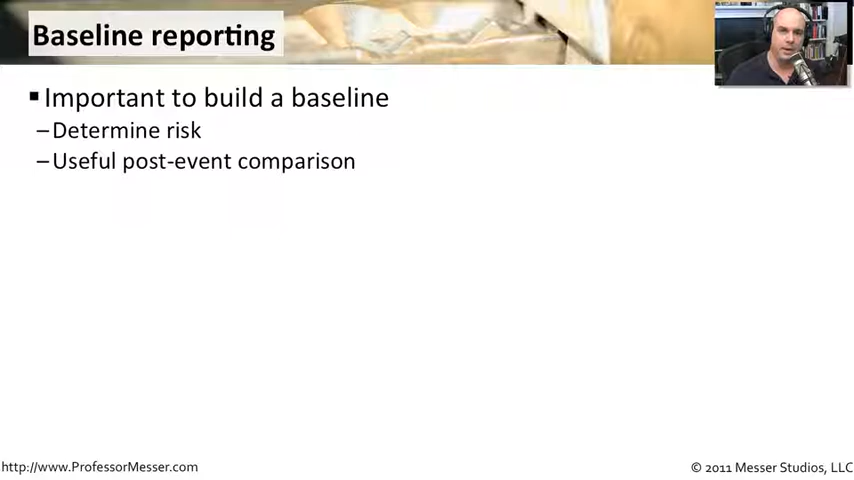 Baseline reporting
▪Important to build a baseline
–Determine risk
–Useful post-event comparison
http://www.ProfessorMesser.com
© 2011 Messer Studios, LLC